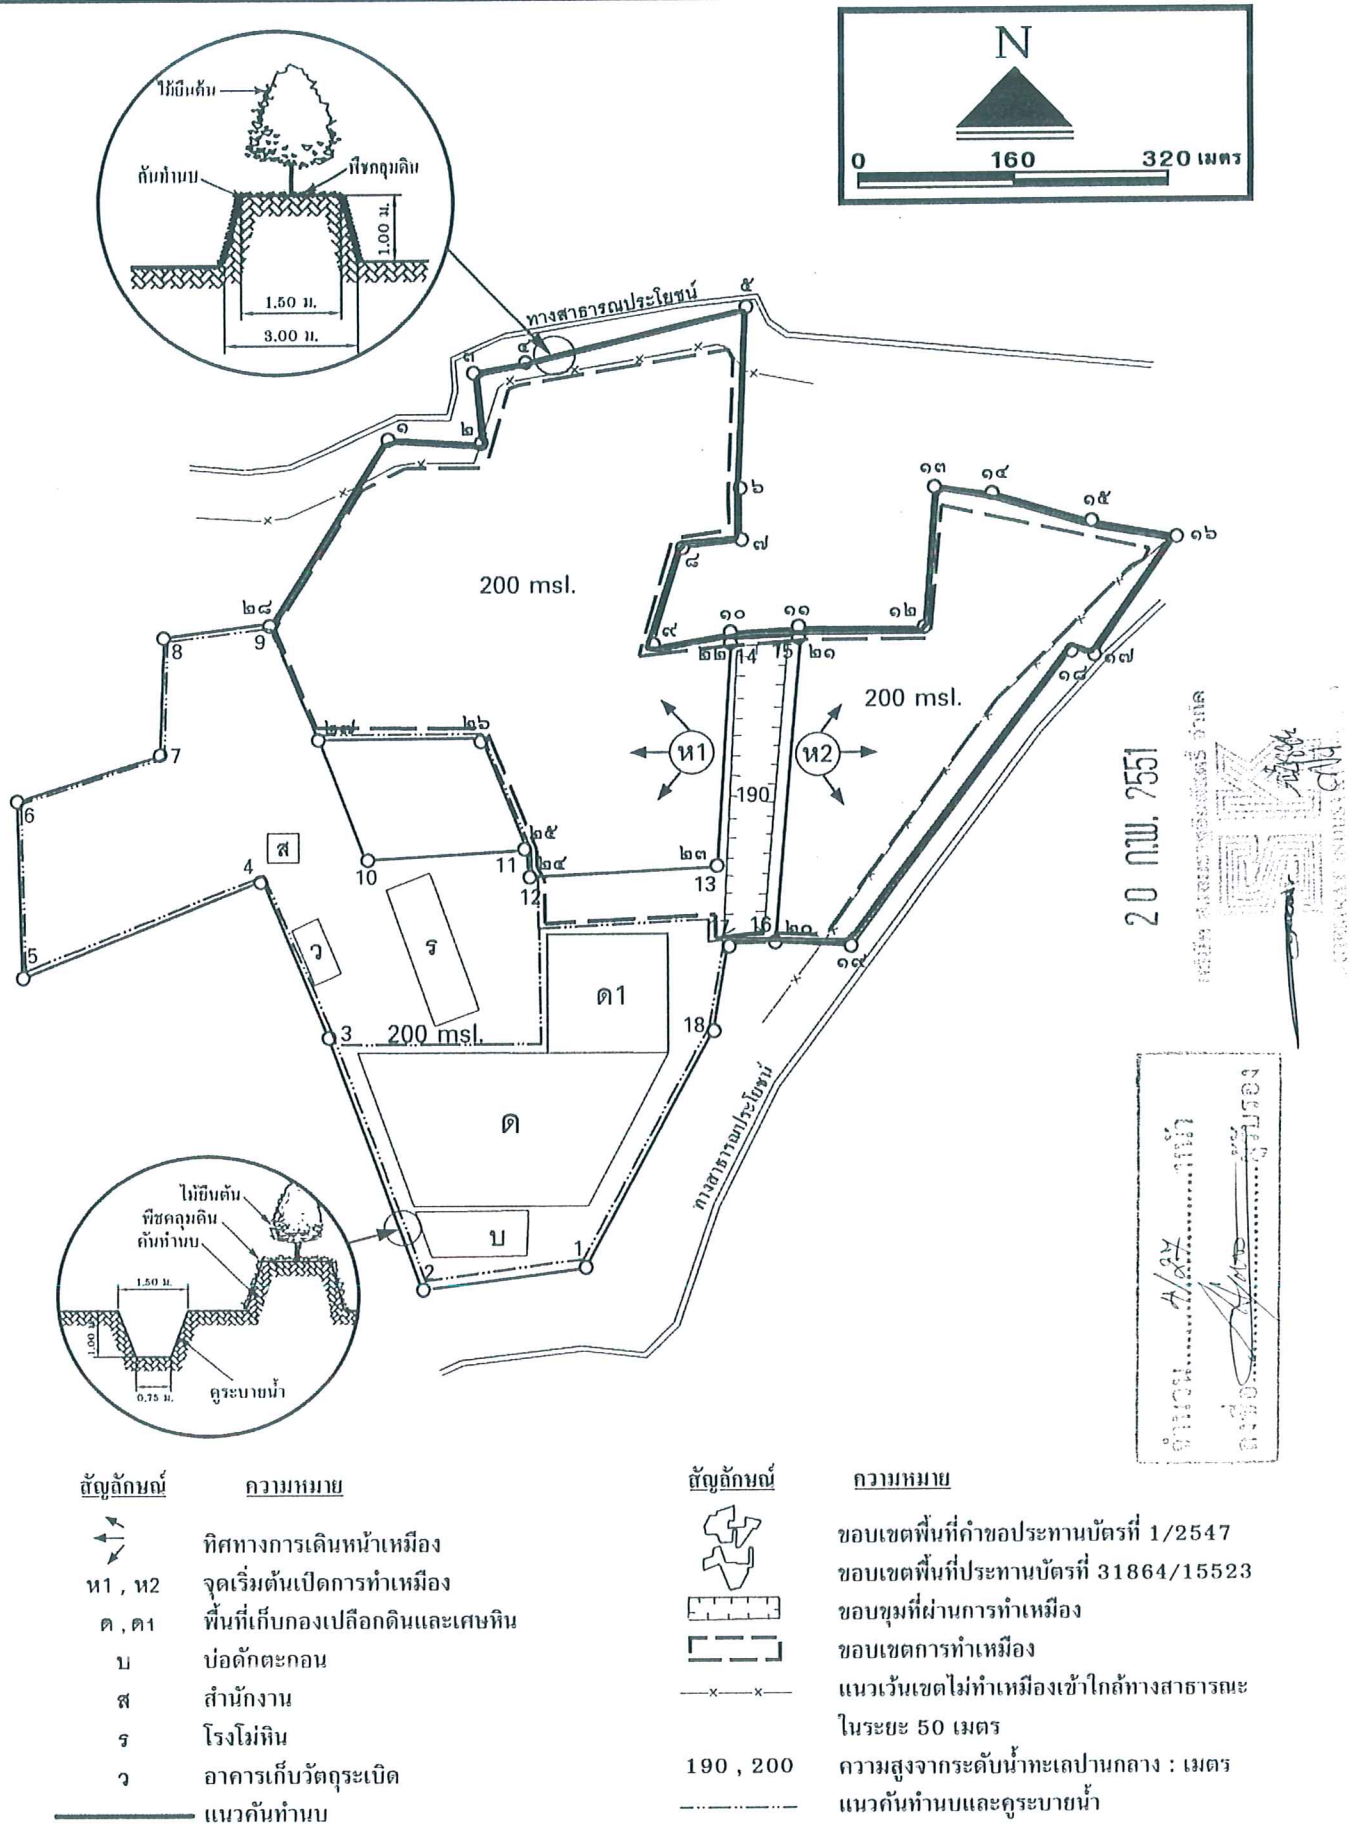 N
0 160 320 เมตร
ไม้ยืนต้น
คันทำนบ
พืชคลุมดิน
1.00 ม.
1.50 ม.
3.00 ม.
ทางสาธารณประโยชน์
๕
๔
๓
๑
๒
๖
๗
๘
๑๓
๑๔
๑๕
๑๖
200 msl.
๒๘
9
8
๙
๑๐
๑๑
๑๒
๒๒
14
15
๒๑
๑๘
๑๗
200 msl.
๒๗
๒๖
ห1
ห2
7
6
190
๒๕
11
๒๔
12
๒๓
13
10
4
ส
5
ว
ร
ด1
16
๒๐
๑๙
18
3
200 msl.
ด
ทางสาธารณประโยชน์
บ
1
2
20 ก.พ. 2551
จำนวน 4/27 หน้า
ลงชื่อ ผู้รับรอง
ไม้ยืนต้น
พืชคลุมดิน
คันทำนบ
1.50 ม.
1.00 ม.
0.75 ม.
คูระบายน้ำ
สัญลักษณ์ ความหมาย
ทิศทางการเดินหน้าเหมือง
ห1 , ห2 จุดเริ่มต้นเปิดการทำเหมือง
ด , ด1 พื้นที่เก็บกองเปลือกดินและเศษหิน
บ บ่อดักตะกอน
ส สำนักงาน
ร โรงโม่หิน
ว อาคารเก็บวัตถุระเบิด
แนวคันทำนบ
สัญลักษณ์ ความหมาย
ขอบเขตพื้นที่คำขอประทานบัตรที่ 1/2547
ขอบเขตพื้นที่ประทานบัตรที่ 31864/15523
ขอบขุมที่ผ่านการทำเหมือง
ขอบเขตการทำเหมือง
แนวเว้นเขตไม่ทำเหมืองเข้าใกล้ทางสาธารณะ
ในระยะ 50 เมตร
190 , 200 ความสูงจากระดับน้ำทะเลปานกลาง : เมตร
แนวคันทำนบและคูระบายน้ำ